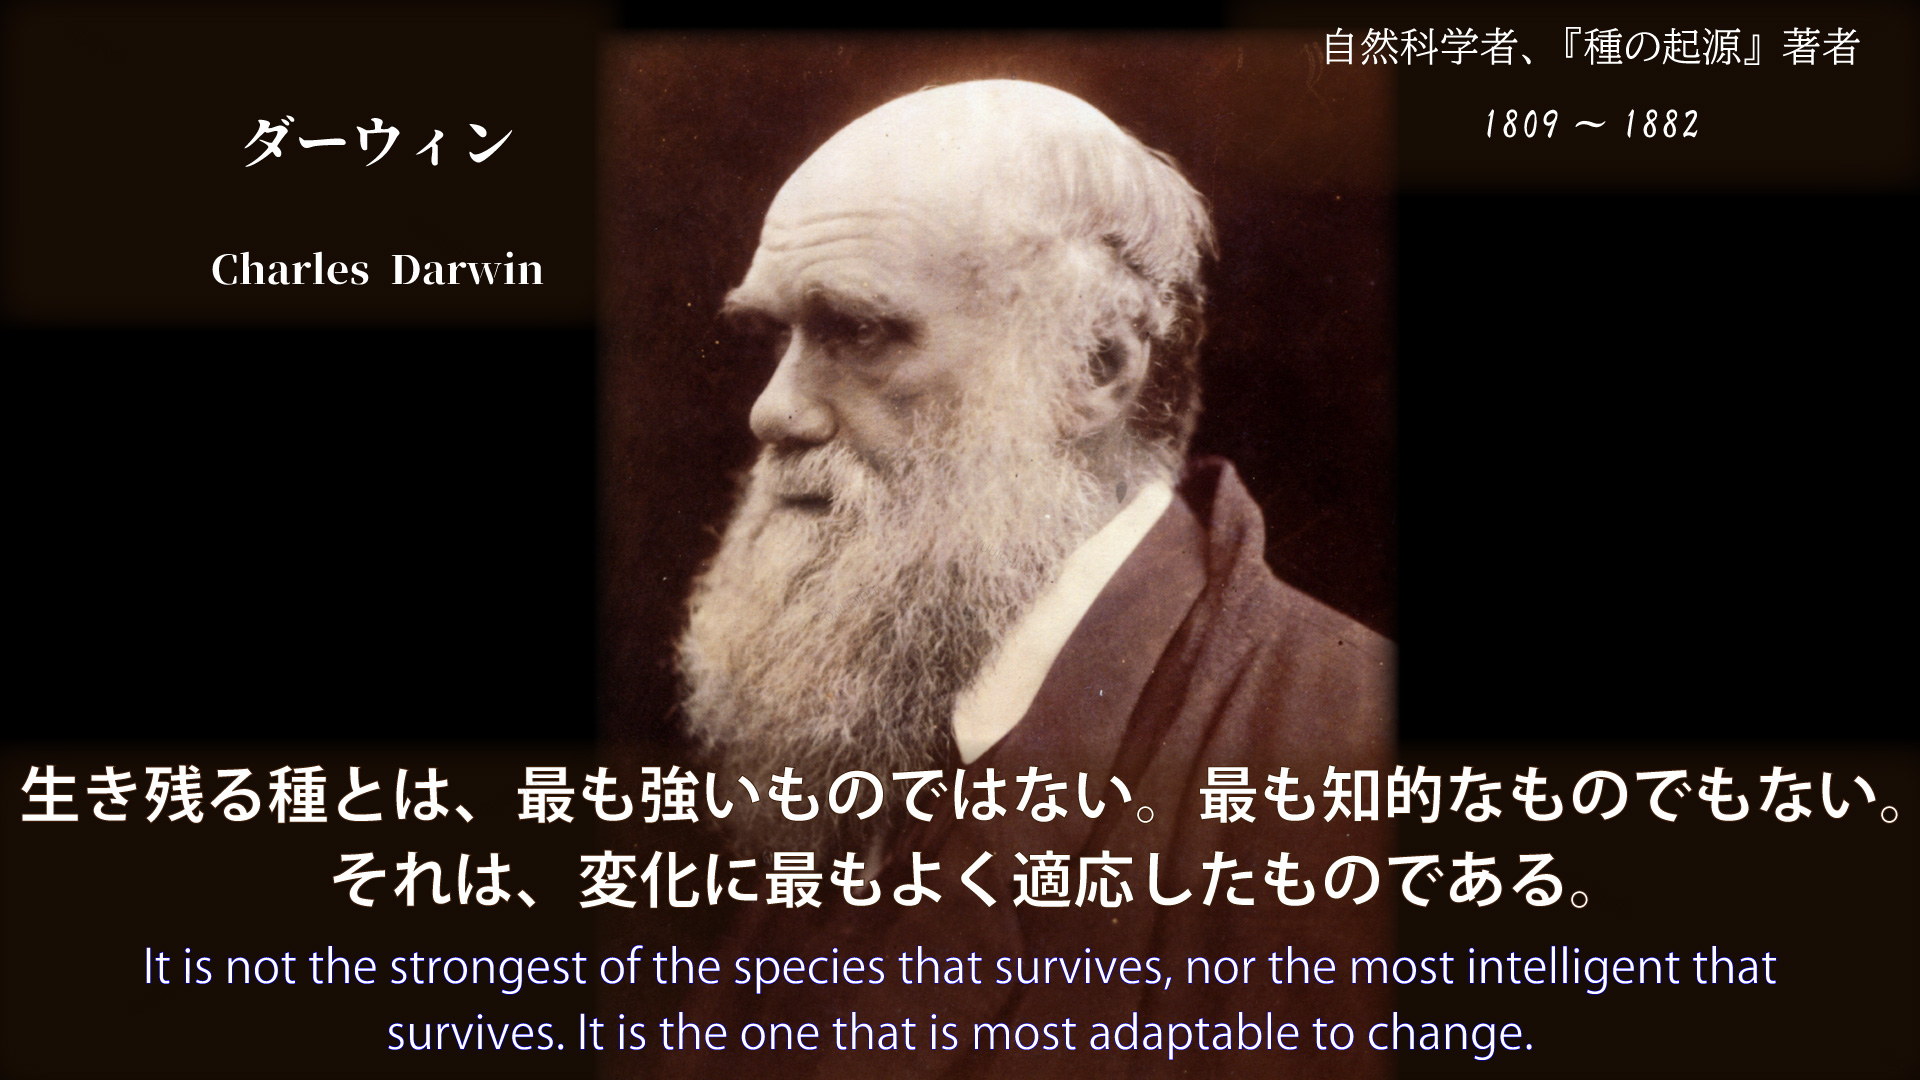 自然科学者、『種の起源』著者
1809 ～ 1882
ダーウィン
Charles Darwin
生き残る種とは、最も強いものではない。最も知的なものでもない。
それは、変化に最もよく適応したものである。
It is not the strongest of the species that survives, nor the most intelligent that
survives. It is the one that is most adaptable to change.